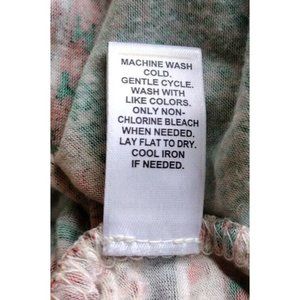 MACHINE WASH
COLD.
GENTLE CYCLE.
WASH WITH
LIKE COLORS.
ONLY NON-
CHLORINE BLEACH
WHEN NEEDED.
LAY FLAT TO DRY.
COOL IRON
IF NEEDED.